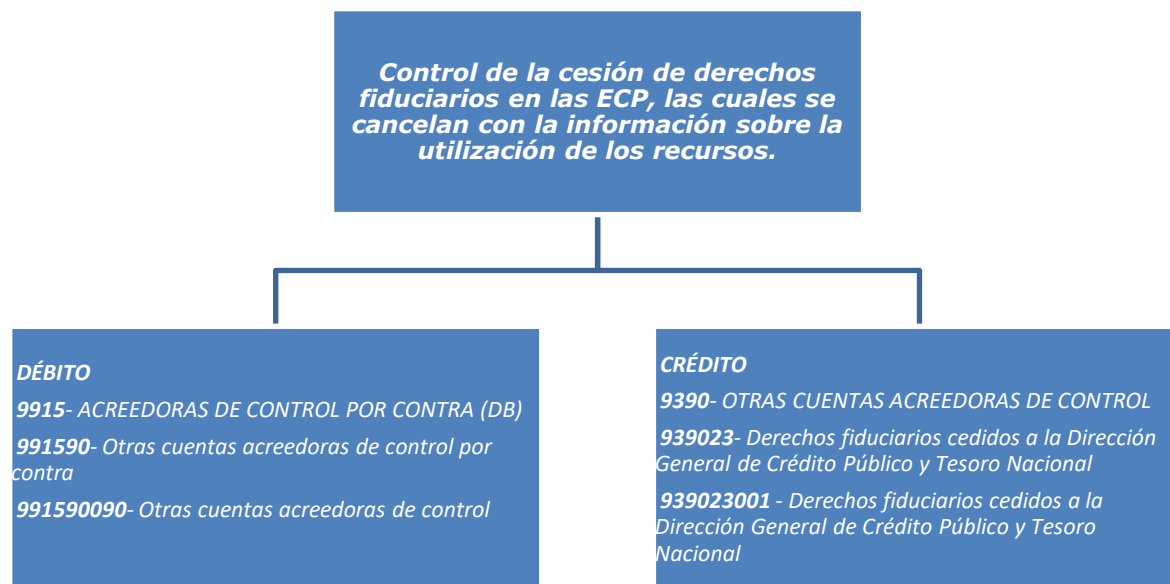 Control de la cesión de derechos
fiduciarios en las ECP, las cuales se
cancelan con la información sobre la
utilización de los recursos.
DÉBITO
9915- ACREEDORAS DE CONTROL POR CONTRA (DB)
991590- Otras cuentas acreedoras de control por
contra
991590090- Otras cuentas acreedoras de control
CRÉDITO
9390- OTRAS CUENTAS ACREEDORAS DE CONTROL
939023- Derechos fiduciarios cedidos a la Dirección
General de Crédito Público y Tesoro Nacional
939023001 - Derechos fiduciarios cedidos a la
Dirección General de Crédito Público y Tesoro
Nacional